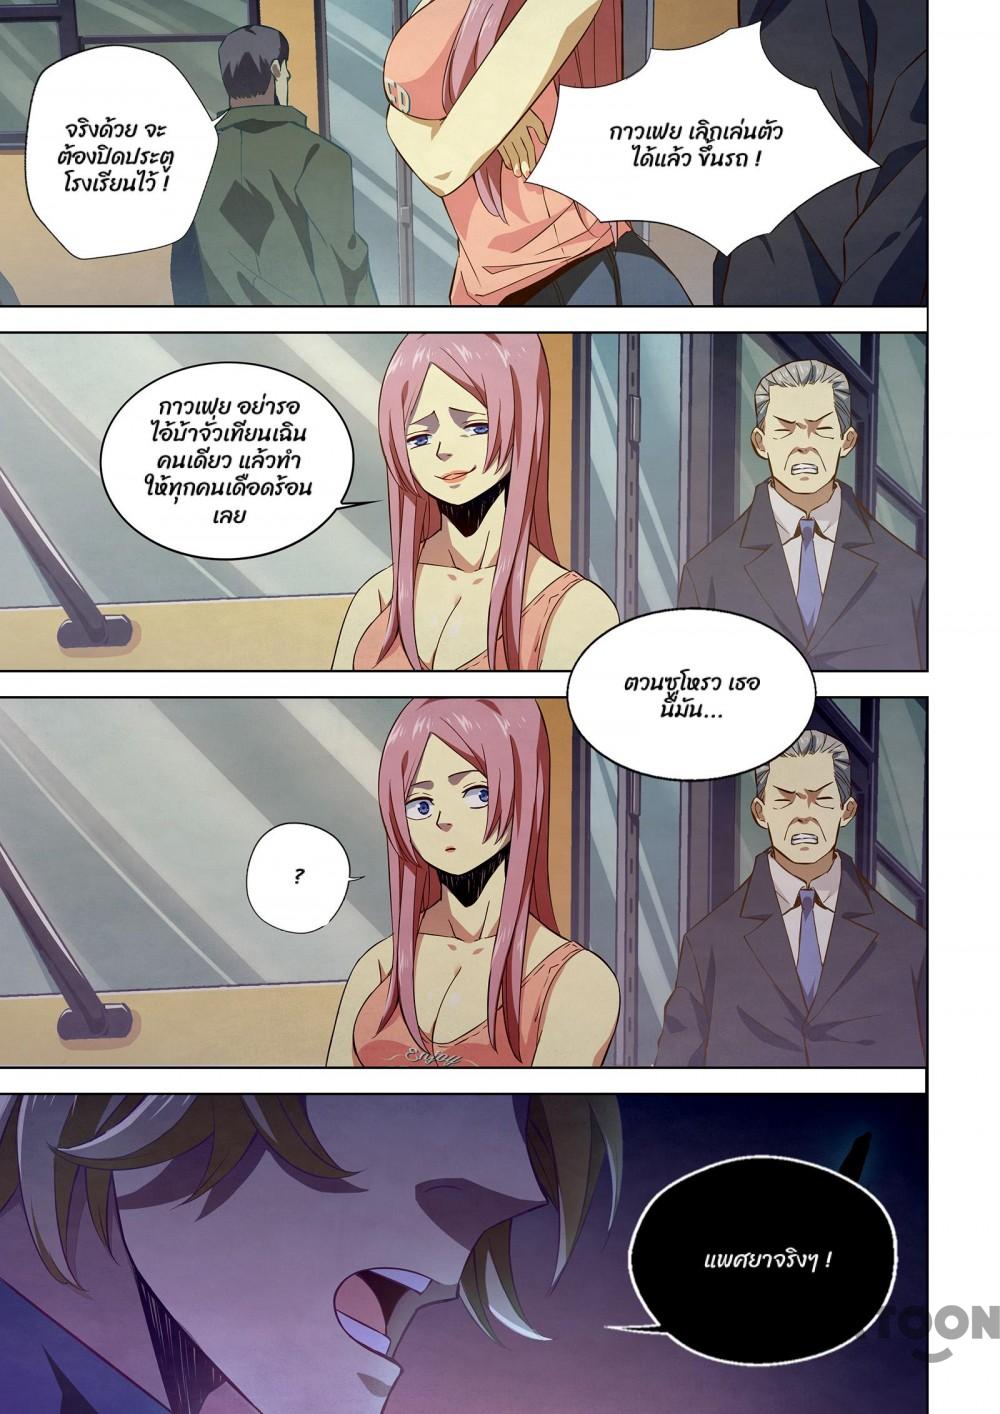 จริงด้วย จะ
ต้องปิดประตู
โรงเรียนไว้ !
กาวเฟย เลิกเล่นตัว
ได้แล้ว ขึ้นรถ !
กาวเฟย อย่ารอ
ไอ้บ้าจั่วเทียนเฉิน
คนเดียว แล้วทำ
ให้ทุกคนเดือดร้อน
เลย
ตวนซูโหรว เธอ
นี่มัน...
?
Enjoy
แพศยาจริงๆ !
TOON